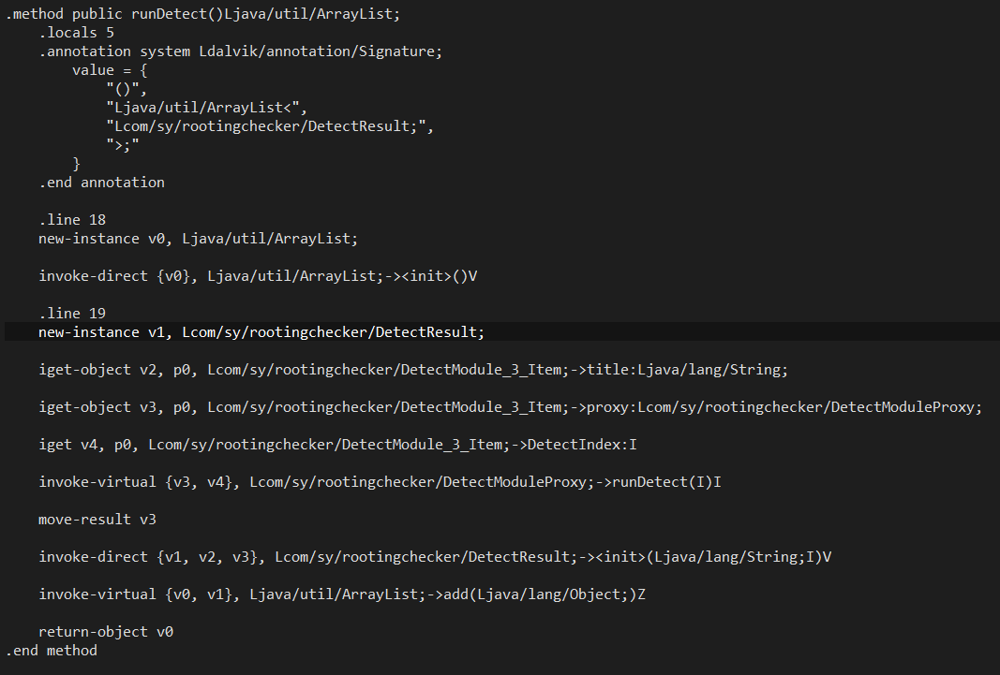 .method public runDetect()Ljava/util/ArrayList;
.locals 5
.annotation system Ldalvik/annotation/Signature;
value = {
"()",
"Ljava/util/ArrayList<",
"Lcom/sy/rootingchecker/DetectResult;",
">;"
}
.end annotation
.line 18
new-instance v0, Ljava/util/ArrayList;
invoke-direct {v0}, Ljava/util/ArrayList;-><init>()V
.line 19
new-instance v1, Lcom/sy/rootingchecker/DetectResult;
iget-object v2, p0, Lcom/sy/rootingchecker/DetectModule_3_Item;->title:Ljava/lang/String;
iget-object v3, p0, Lcom/sy/rootingchecker/DetectModule_3_Item;->proxy:Lcom/sy/rootingchecker/DetectModuleProxy;
iget v4, p0, Lcom/sy/rootingchecker/DetectModule_3_Item;->DetectIndex:I
invoke-virtual {v3, v4}, Lcom/sy/rootingchecker/DetectModuleProxy;->runDetect(I)I
move-result v3
invoke-direct {v1, v2, v3}, Lcom/sy/rootingchecker/DetectResult;-><init>(Ljava/lang/String;I)V
invoke-virtual {v0, v1}, Ljava/util/ArrayList;->add(Ljava/lang/Object;)Z
return-object v0
.end method